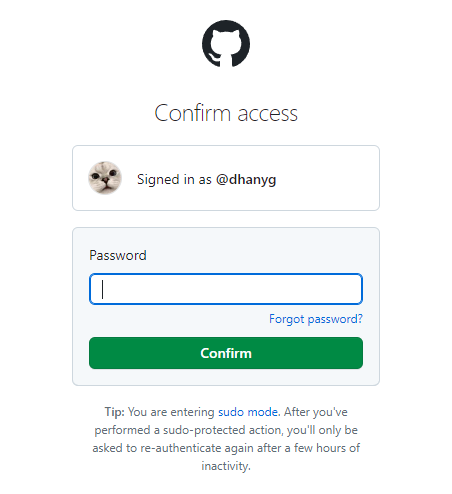 Confirm access
Signed in as @dhanyg
Password
Forgot password?
Confirm
Tip: You are entering sudo mode. After you've
performed a sudo-protected action, you'll only be
asked to re-authenticate again after a few hours of
inactivity.